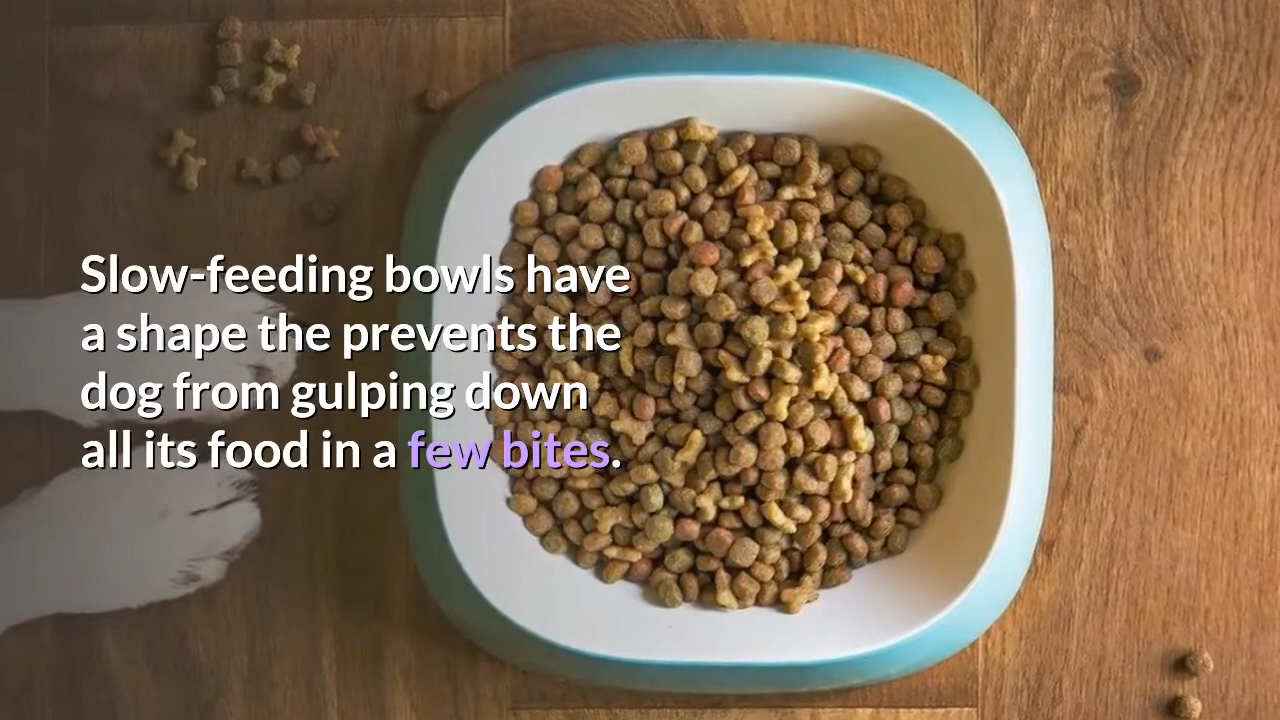 Slow-feeding bowls have
a shape the prevents the
dog from gulping down
all its food in a few bites.